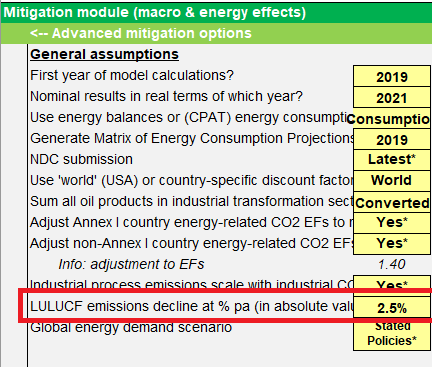 Mitigation module (macro & energy effects)
<-- Advanced mitigation options
General assumptions
First year of model calculations? 2019
Nominal results in real terms of which year? 2021
Use energy balances or (CPAT) energy consumptio Consumptio
Generate Matrix of Energy Consumption Projections 2019
NDC submission Latest*
Use 'world' (USA) or country-specific discount factor World
Sum all oil products in industrial transformation sect Converted
Adjust Annex I country energy-related CO2 EFs to r Yes*
Adjust non-Annex I country energy-related CO2 EFs Yes*
Info: adjustment to EFs 1.40
Industrial process emissions scale with industrial CO Yes*
LULUCF emissions decline at % pa (in absolute valu 2.5%
Global energy demand scenario Stated
Policies*